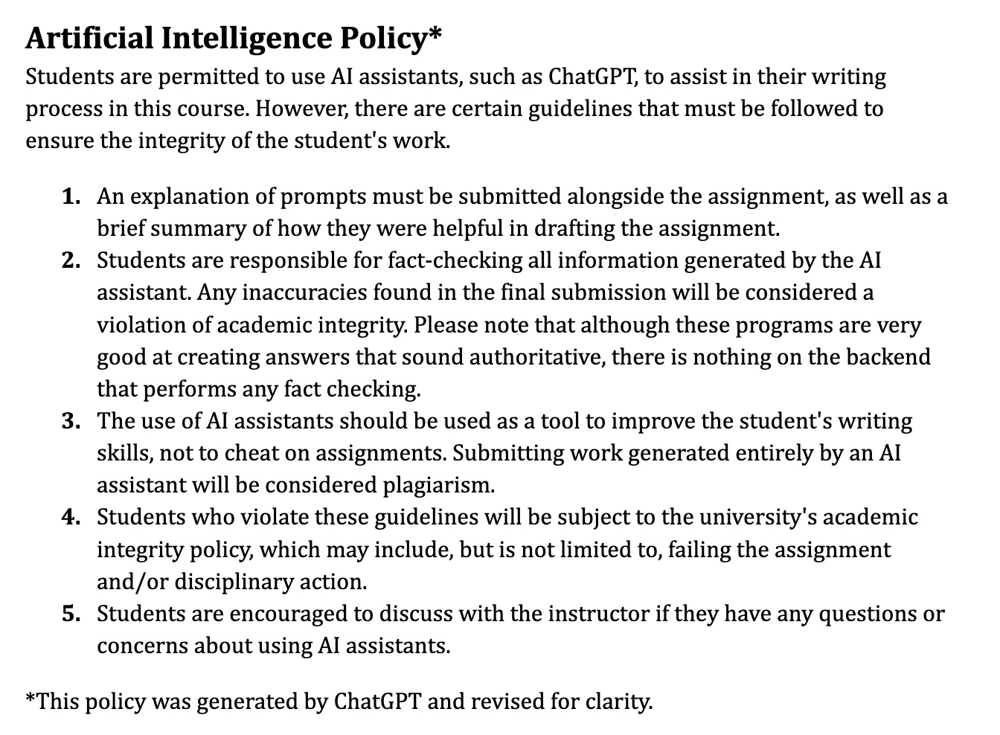 Artificial Intelligence Policy*
Students are permitted to use AI assistants, such as ChatGPT, to assist in their writing
process in this course. However, there are certain guidelines that must be followed to
ensure the integrity of the student's work.
1. An explanation of prompts must be submitted alongside the assignment, as well as a
brief summary of how they were helpful in drafting the assignment.
2. Students are responsible for fact-checking all information generated by the AI
assistant. Any inaccuracies found in the final submission will be considered a
violation of academic integrity. Please note that although these programs are very
good at creating answers that sound authoritative, there is nothing on the backend
that performs any fact checking.
3. The use of AI assistants should be used as a tool to improve the student's writing
skills, not to cheat on assignments. Submitting work generated entirely by an AI
assistant will be considered plagiarism.
4. Students who violate these guidelines will be subject to the university's academic
integrity policy, which may include, but is not limited to, failing the assignment
and/or disciplinary action.
5. Students are encouraged to discuss with the instructor if they have any questions or
concerns about using AI assistants.
*This policy was generated by ChatGPT and revised for clarity.